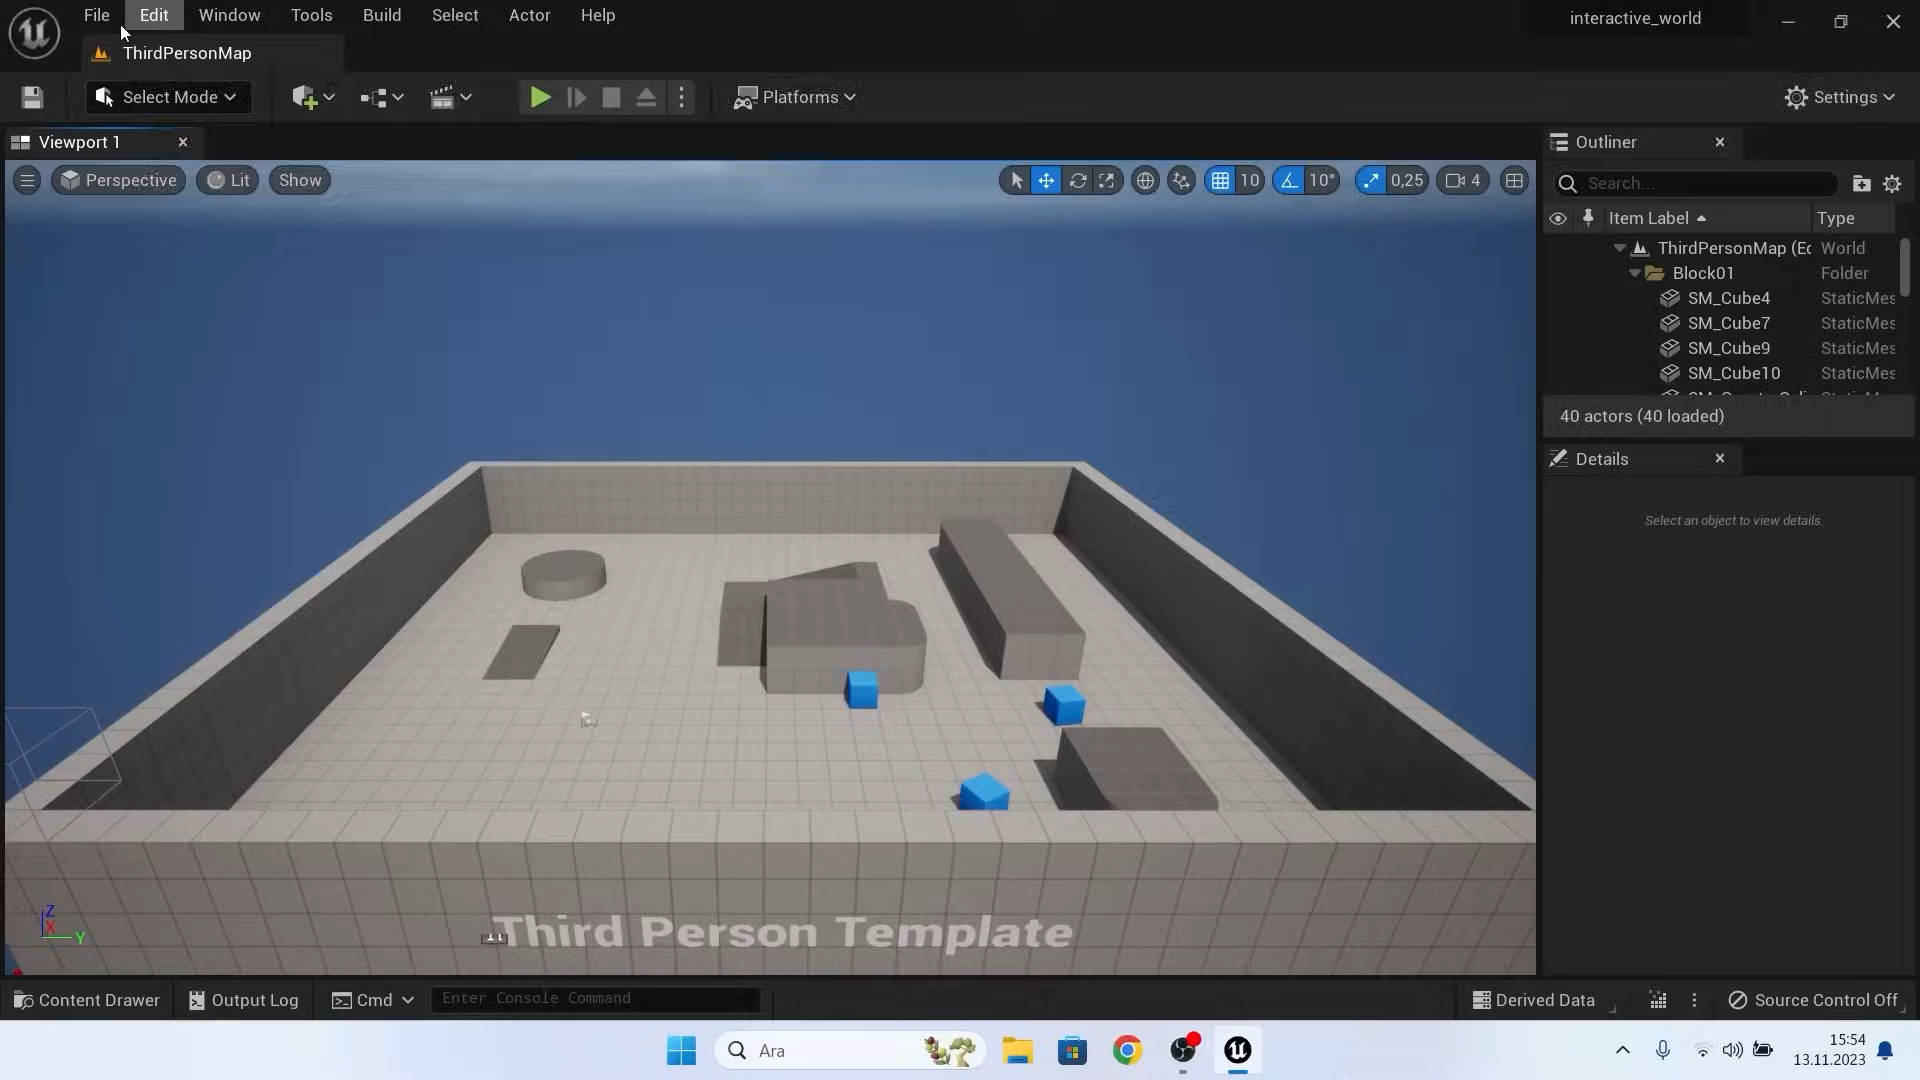 File Edit Window Tools Build Select Actor Help
interactive_world
ThirdPersonMap
Select Mode
Platforms
Settings
Viewport 1
Perspective
Lit
Show
10
10°
0,25
4
Outliner
Search...
Item Label
Type
ThirdPersonMap (Ed World
Block01 Folder
SM_Cube4 StaticMes
SM_Cube7 StaticMes
SM_Cube9 StaticMes
SM_Cube10 StaticMes
40 actors (40 loaded)
Details
Select an object to view details.
Third Person Template
Z
X
Y
Content Drawer
Output Log
Cmd
Enter Console Command
Derived Data
Source Control Off
Ara
15:54
13.11.2023